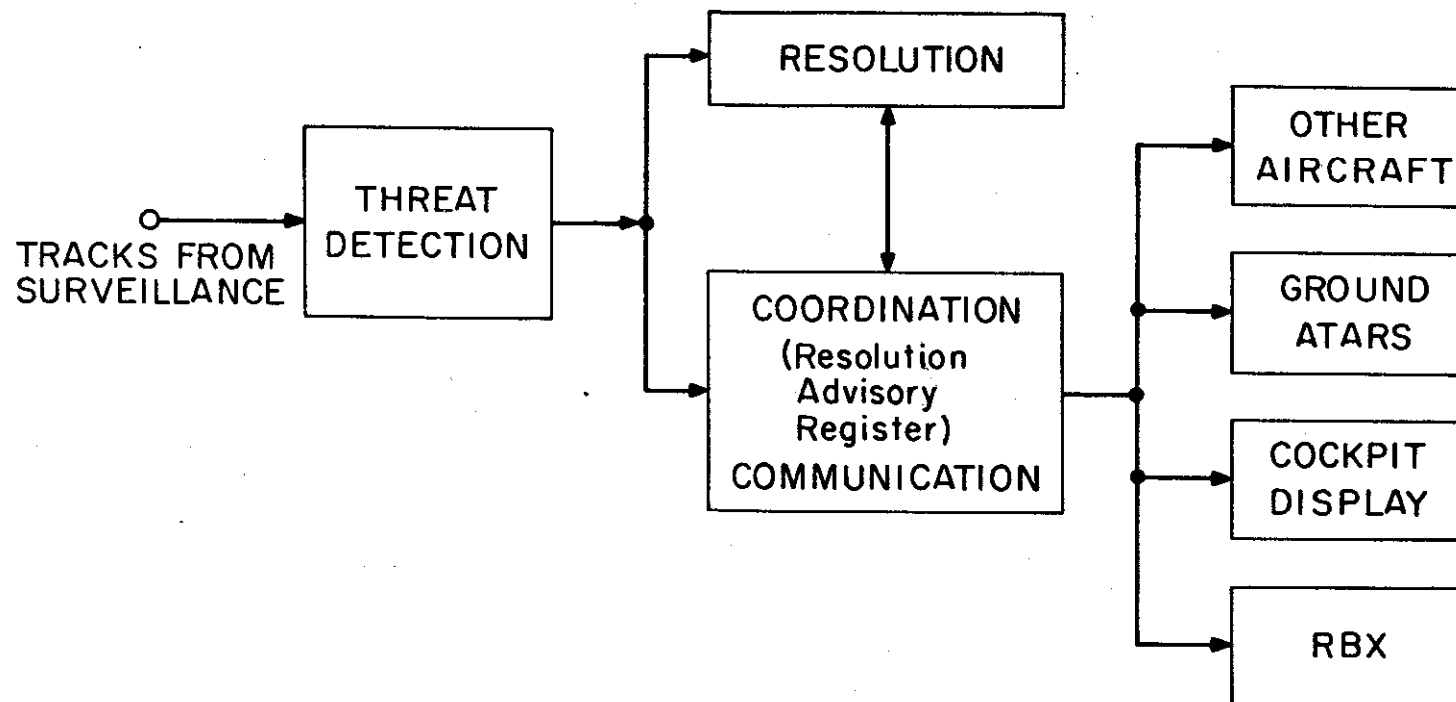 TRACKS FROM
SURVEILLANCE
THREAT
DETECTION
RESOLUTION
COORDINATION
(Resolution
Advisory
Register)
COMMUNICATION
OTHER
AIRCRAFT
GROUND
ATARS
COCKPIT
DISPLAY
RBX